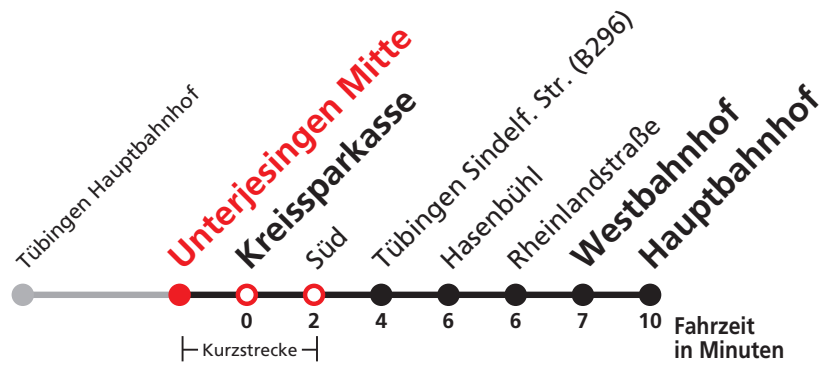 Tübingen Hauptbahnhof
Unterjesingen Mitte
Kreissparkasse
Süd
Tübingen Sindelf. Str. (B296)
Hasenbühl
Rheinlandstraße
Westbahnhof
Hauptbahnhof
0 2 4 6 6 7 10 Fahrzeit
in Minuten
Kurzstrecke